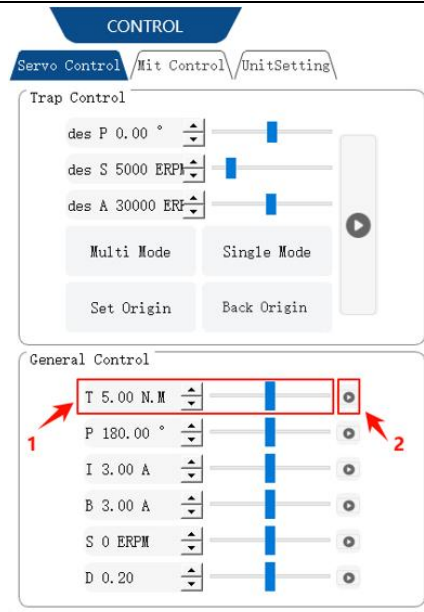 CONTROL
Servo Control Mit Control UnitSetting
Trap Control
des P 0.00 °
des S 5000 ERPM
des A 30000 ERP
Multi Mode Single Mode
Set Origin Back Origin
General Control
T 5.00 N.M
P 180.00 °
1 2
I 3.00 A
B 3.00 A
S 0 ERPM
D 0.20